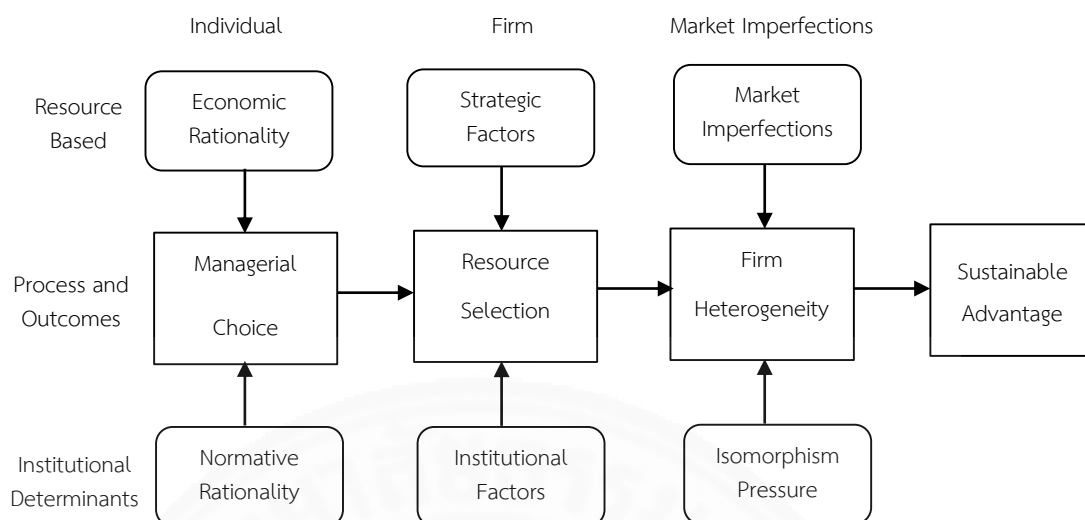 Individual
Firm
Market Imperfections
Resource
Based
Economic
Rationality
Strategic
Factors
Market
Imperfections
Process and
Outcomes
Managerial
Choice
Resource
Selection
Firm
Heterogeneity
Sustainable
Advantage
Institutional
Determinants
Normative
Rationality
Institutional
Factors
Isomorphism
Pressure